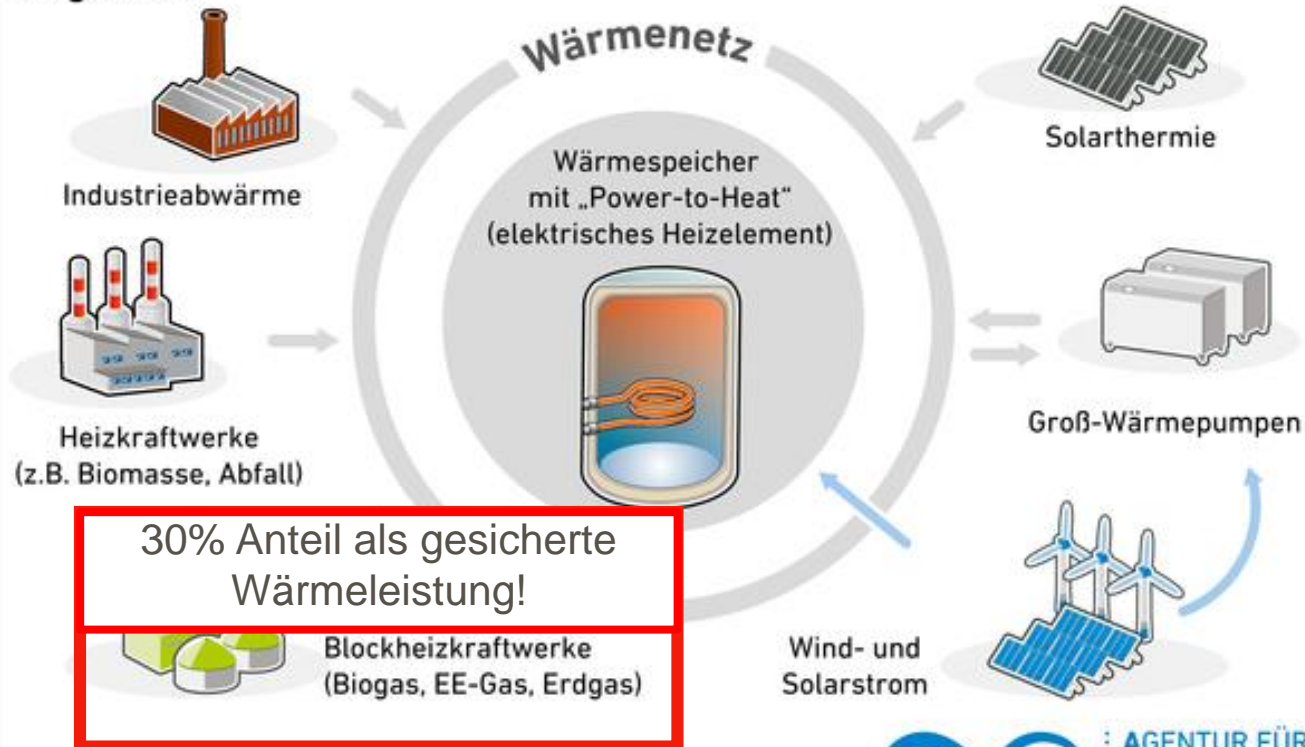 Wärmenetz
Industrieabwärme
Solarthermie
Wärmespeicher
mit „Power-to-Heat“
(elektrisches Heizelement)
Heizkraftwerke
(z.B. Biomasse, Abfall)
Groß-Wärmepumpen
30% Anteil als gesicherte
Wärmeleistung!
Blockheizkraftwerke
(Biogas, EE-Gas, Erdgas)
Wind- und
Solarstrom
AGENTUR FÜR